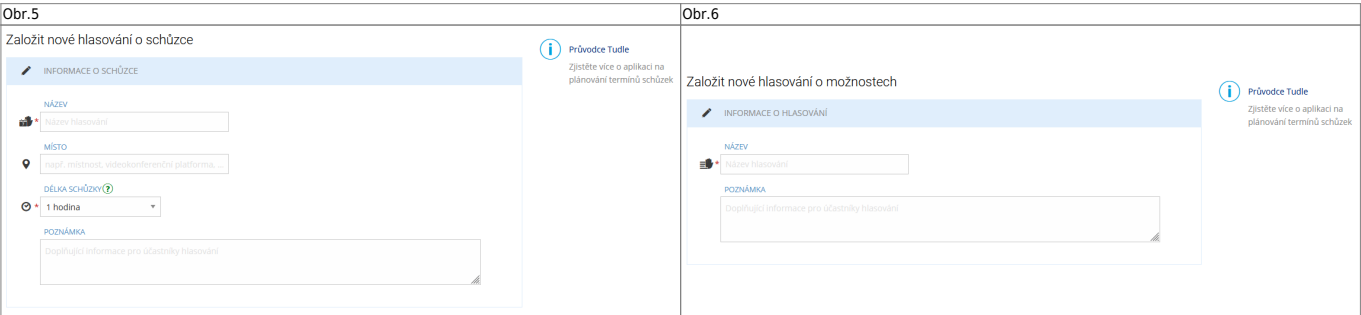 Obr.5
Založit nové hlasování o schůzce
INFORMACE O SCHŮZCE
NÁZEV
* Název hlasování
MÍSTO
např. místnost, videokonferenční platforma, ...
DÉLKA SCHŮZKY ?
* 1 hodina
POZNÁMKA
Doplňující informace pro účastníky hlasování
i Průvodce Tudle
Zjistěte více o aplikaci na
plánování termínů schůzek
Obr.6
Založit nové hlasování o možnostech
INFORMACE O HLASOVÁNÍ
NÁZEV
* Název hlasování
POZNÁMKA
Doplňující informace pro účastníky hlasování
i Průvodce Tudle
Zjistěte více o aplikaci na
plánování termínů schůzek